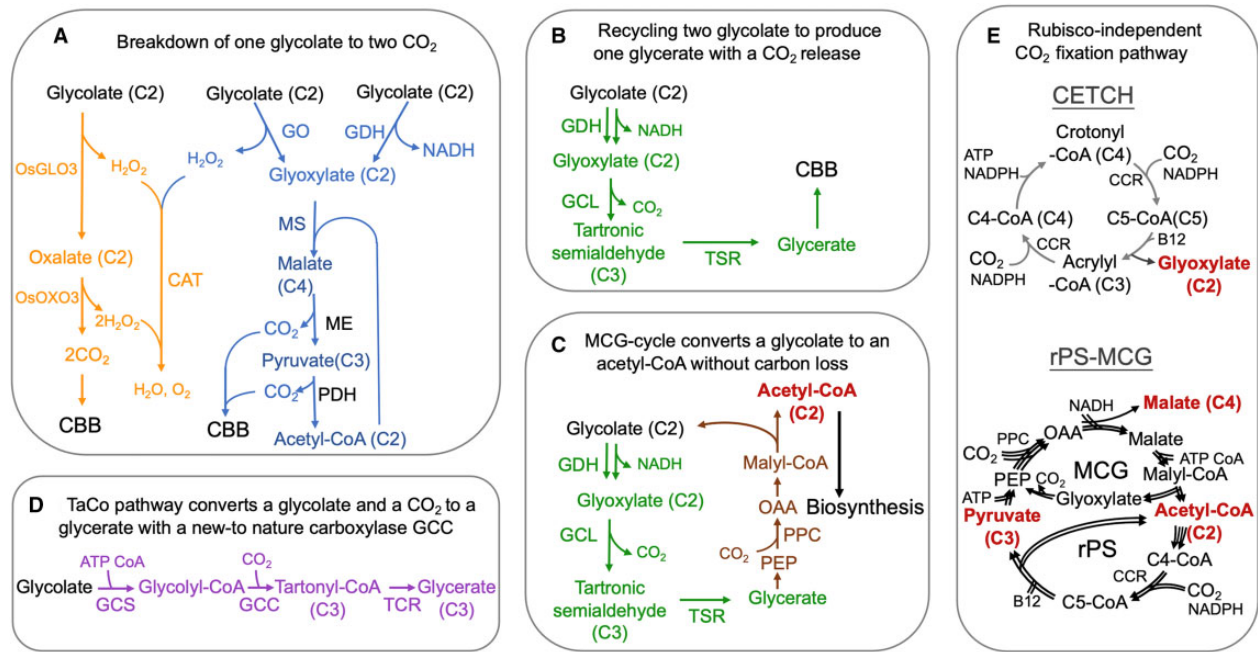 A
Breakdown of one glycolate to two CO₂
Glycolate (C2)
Glycolate (C2)
Glycolate (C2)
GO
GDH
OsGLO3
H₂O₂
H₂O₂
NADH
Glyoxylate (C2)
MS
Oxalate (C2)
Malate
(C4)
CAT
OsOXO3
2H₂O₂
CO₂
ME
2CO₂
Pyruvate(C3)
H₂O, O₂
CO₂
PDH
CBB
CBB
Acetyl-CoA (C2)
D
TaCo pathway converts a glycolate and a CO₂ to a
glycerate with a new-to nature carboxylase GCC
ATP CoA
CO₂
Glycolate
Glycolyl-CoA
Tartonyl-CoA
(C3)
Glycerate
(C3)
GCS
GCC
TCR
B
Recycling two glycolate to produce
one glycerate with a CO₂ release
Glycolate (C2)
GDH
NADH
Glyoxylate (C2)
CBB
GCL
CO₂
Tartronic
semialdehyde
(C3)
TSR
Glycerate
C
MCG-cycle converts a glycolate to an
acetyl-CoA without carbon loss
Acetyl-CoA
(C2)
Glycolate (C2)
GDH
NADH
Malyl-CoA
Glyoxylate (C2)
OAA
Biosynthesis
GCL
CO₂
CO₂
PPC
PEP
Tartronic
semialdehyde
(C3)
TSR
Glycerate
E
Rubisco-independent
CO₂ fixation pathway
CETCH
Crotonyl
-CoA (C4)
ATP
NADPH
CO₂
NADPH
CCR
C4-CoA (C4)
C5-CoA(C5)
CCR
B12
CO₂
NADPH
Acrylyl
-CoA (C3)
Glyoxylate
(C2)
rPS-MCG
NADH
Malate (C4)
PPC
OAA
Malate
CO₂
MCG
ATP CoA
PEP
CO₂
Malyl-CoA
ATP
Glyoxylate
Pyruvate
(C3)
Acetyl-CoA
(C2)
rPS
C4-CoA
CCR
B12
C5-CoA
CO₂
NADPH